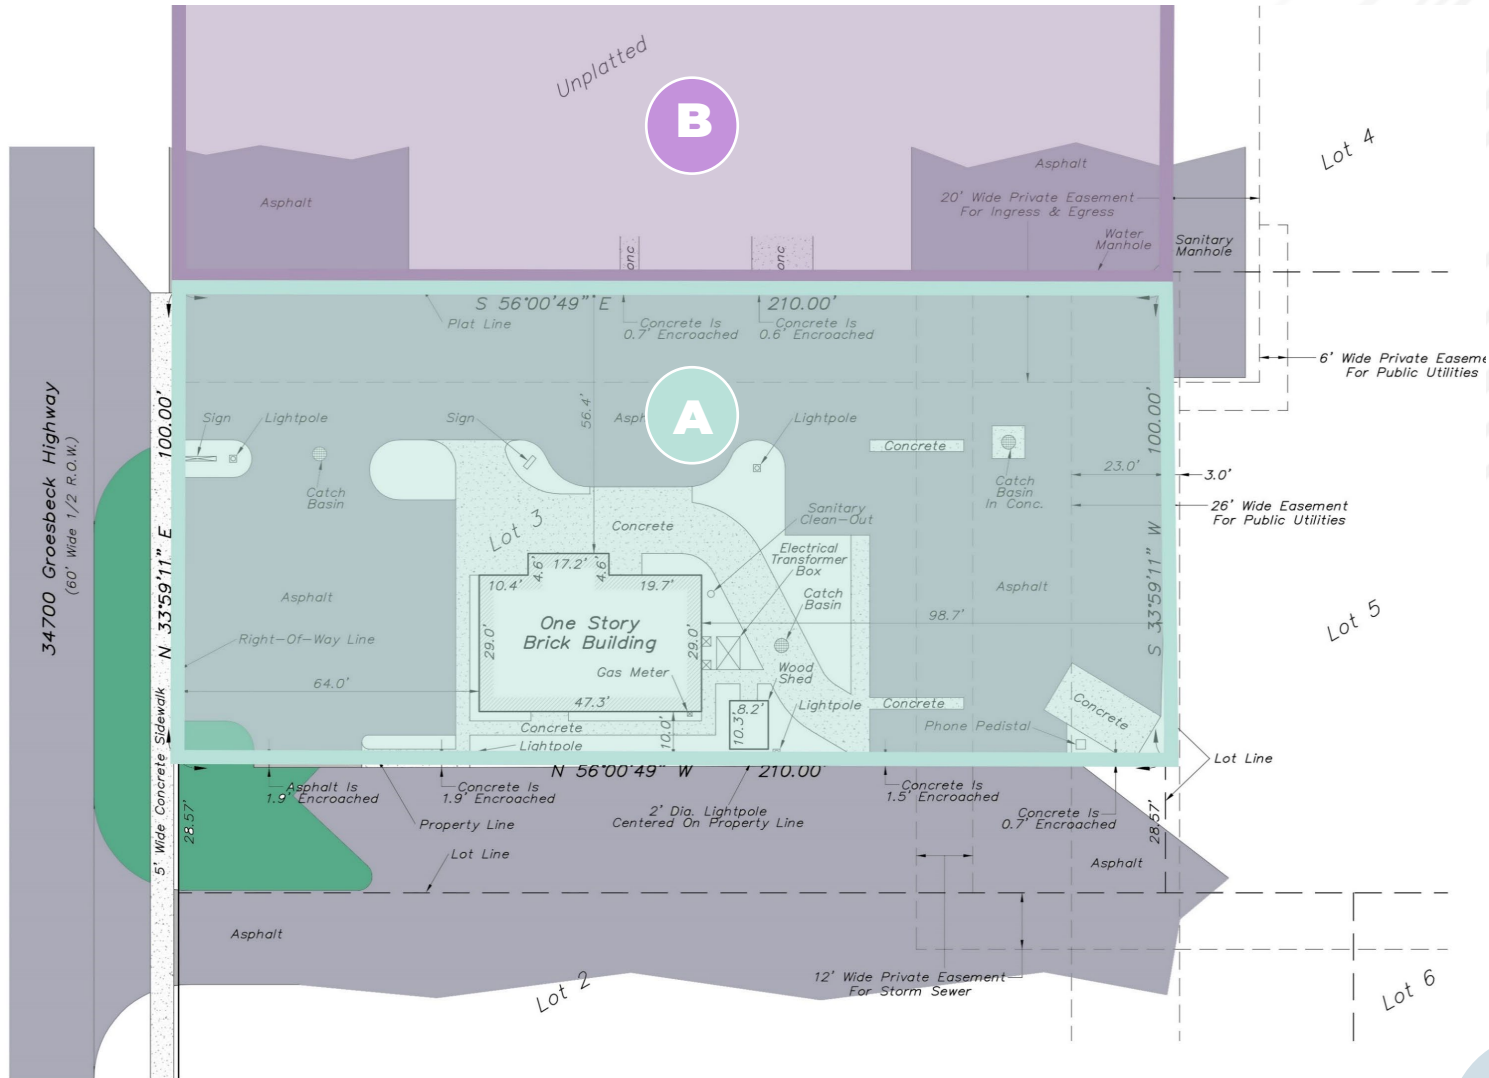 Unplatted
B
Lot 4
Asphalt
Asphalt
20' Wide Private Easement
For Ingress & Egress
Water
Manhole
Sanitary
Manhole
onc
onc
S 56°00'49" E
210.00'
Plat Line
Concrete Is
0.7' Encroached
Concrete Is
0.6' Encroached
6' Wide Private Easeme
For Public Utilities
34700 Groesbeck Highway
(60' Wide 1/2 R.O.W.)
N 33°59'11" E
100.00'
Sign
Lightpole
Sign
56.4'
Asph
A
Lightpole
Concrete
100.00'
23.0'
3.0'
Catch
Basin
Catch
Basin
In Conc.
26' Wide Easement
For Public Utilities
Lot 3
Concrete
Sanitary
Clean-Out
Electrical
Transformer
Box
Catch
Basin
17.2'
4.6'
4.6'
10.4'
19.7'
Asphalt
Asphalt
98.7'
S 33°59'11" W
Lot 5
One Story
Brick Building
29.0'
29.0'
Right-Of-Way Line
Gas Meter
Wood
Shed
64.0'
47.3'
8.2'
10.3'
10.0'
Lightpole
Concrete
Concrete
Phone Pedistal
Concrete
Lightpole
5' Wide Concrete Sidewalk
N 56°00'49" W
210.00'
Lot Line
Asphalt Is
1.9' Encroached
Concrete Is
1.9' Encroached
Concrete Is
1.5' Encroached
28.57'
2' Dia. Lightpole
Centered On Property Line
Concrete Is
0.7' Encroached
28.57'
Property Line
Lot Line
Asphalt
Asphalt
12' Wide Private Easement
For Storm Sewer
Lot 2
Lot 6